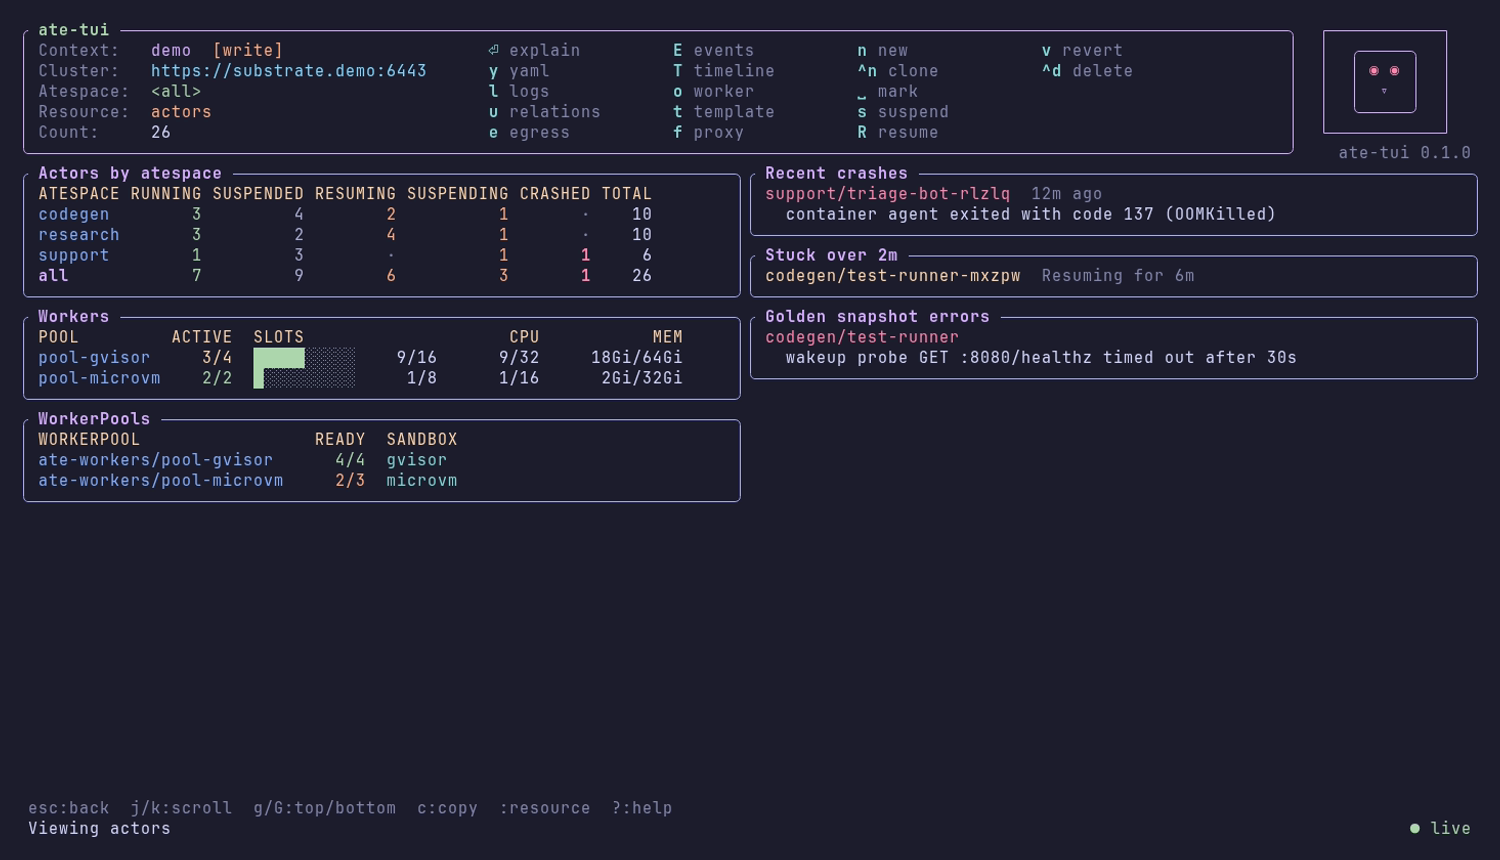 ate-tui
Context: demo [write] ⏎ explain E events n new v revert
Cluster: https://substrate.demo:6443 y yaml T timeline ^n clone ^d delete
Atespace: <all> l logs o worker ␣ mark
Resource: actors u relations t template s suspend
Count: 26 e egress f proxy R resume
ate-tui 0.1.0
Actors by atespace
ATESPACE RUNNING SUSPENDED RESUMING SUSPENDING CRASHED TOTAL
codegen 3 4 2 1 · 10
research 3 2 4 1 · 10
support 1 3 · 1 1 6
all 7 9 6 3 1 26
Recent crashes
support/triage-bot-rlzlq 12m ago
container agent exited with code 137 (OOMKilled)
Stuck over 2m
codegen/test-runner-mxzpw Resuming for 6m
Workers
POOL ACTIVE SLOTS CPU MEM
pool-gvisor 3/4 9/16 9/32 18Gi/64Gi
pool-microvm 2/2 1/8 1/16 2Gi/32Gi
Golden snapshot errors
codegen/test-runner
wakeup probe GET :8080/healthz timed out after 30s
WorkerPools
WORKERPOOL READY SANDBOX
ate-workers/pool-gvisor 4/4 gvisor
ate-workers/pool-microvm 2/3 microvm
esc:back j/k:scroll g/G:top/bottom c:copy :resource ?:help
Viewing actors ● live